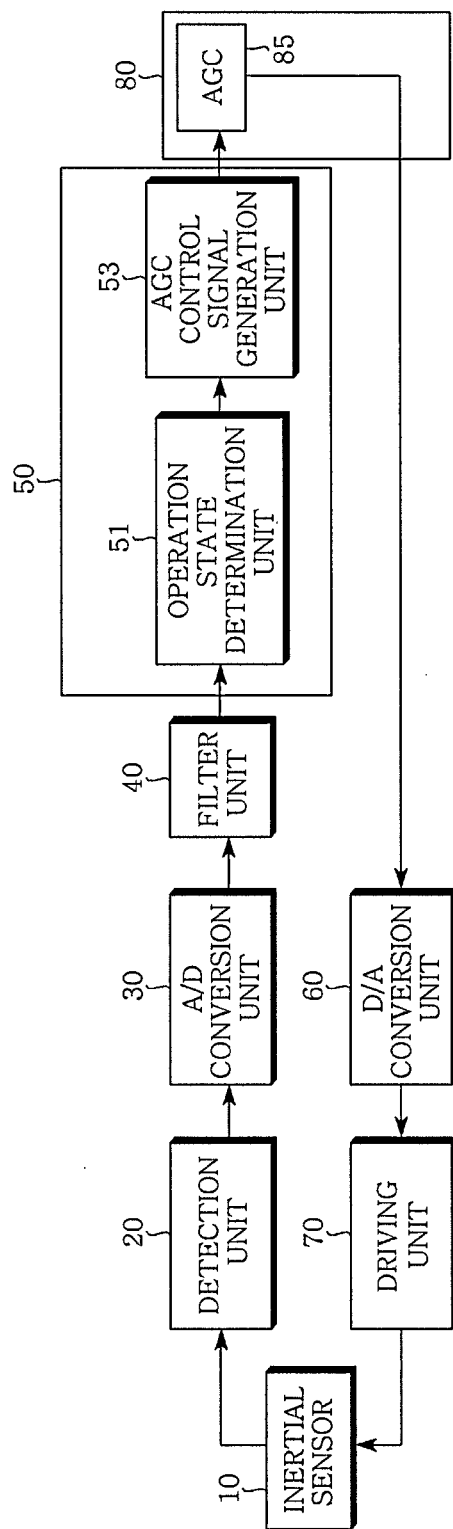 10
INERTIAL
SENSOR
20
DETECTION
UNIT
30
A/D
CONVERSION
UNIT
40
FILTER
UNIT
50
51
OPERATION
STATE
DETERMINATION
UNIT
53
AGC
CONTROL
SIGNAL
GENERATION
UNIT
80
AGC
85
60
D/A
CONVERSION
UNIT
70
DRIVING
UNIT